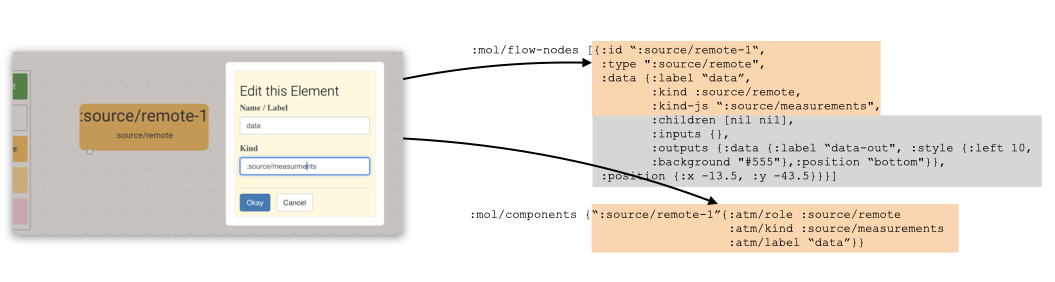 t
e
:source/remote-1
:source/remote
Edit this Element
Name / Label
data
Kind
:source/measurments
Okay
Cancel
:mol/flow-nodes [{:id “:source/remote-1“,
:type ":source/remote",
:data {:label “data”,
:kind :source/remote,
:kind-js “:source/measurements",
:children [nil nil],
:inputs {},
:outputs {:data {:label “data-out”, :style {:left 10,
:background "#555"},:position “bottom”}},
:position {:x -13.5, :y -43.5}}}]
:mol/components {“:source/remote-1”{:atm/role :source/remote
:atm/kind :source/measurements
:atm/label “data”}}